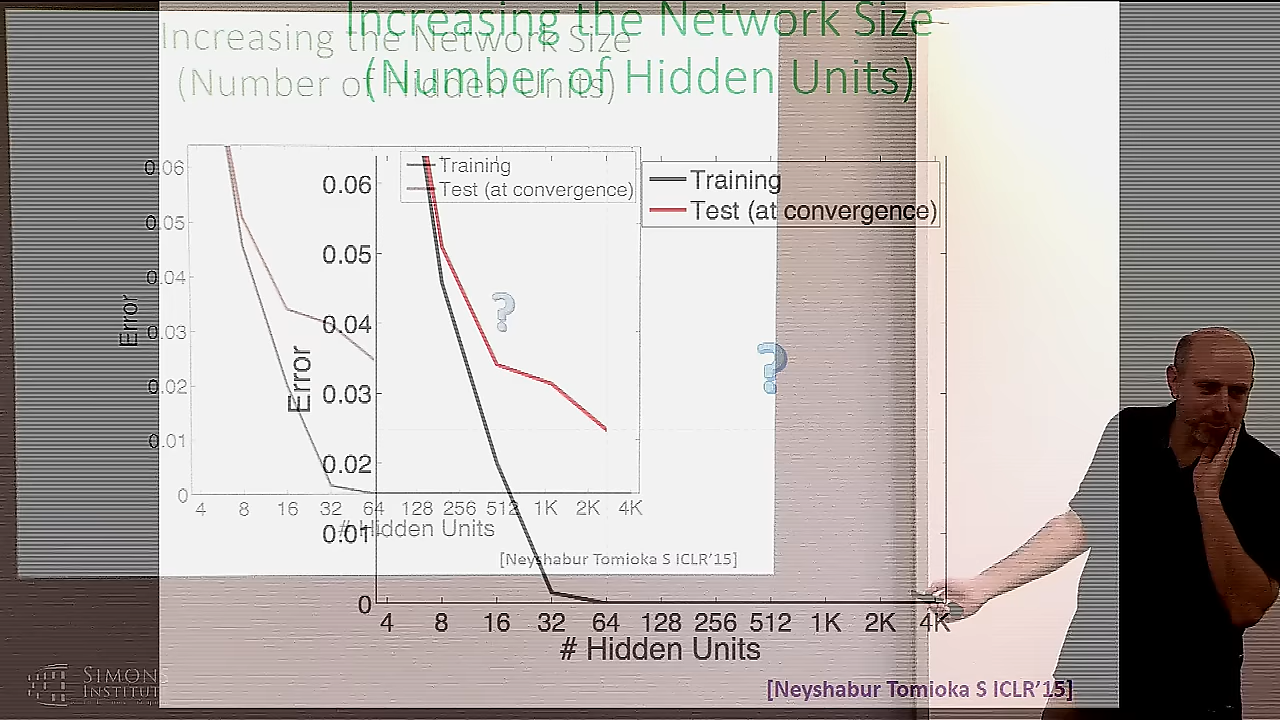 Increasing the Network Size
(Number of Hidden Units)
Increasing the Network Size
(Number of Hidden Units)
Training
Test (at convergence)
Training
Test (at convergence)
0.06
0.05
0.04
0.03
0.02
0.01
0
Error
4 8 16 32 64 128 256 512 1K 2K 4K
# Hidden Units
[Neyshabur Tomioka S ICLR'15]
0.06
0.05
0.04
0.03
0.02
0.01
0
Error
?
?
4 8 16 32 64 128 256 512 1K 2K 4K
# Hidden Units
[Neyshabur Tomioka S ICLR'15]
SIMONS
INSTITU